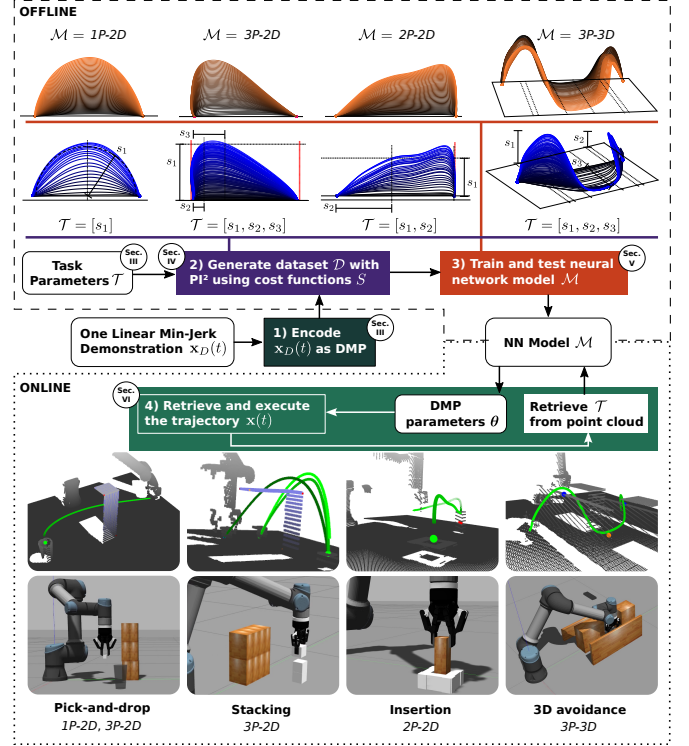 OFFLINE
ℳ = 1P-2D
ℳ = 3P-2D
ℳ = 2P-2D
ℳ = 3P-3D
s₁
s
s₃
s₁
s₂
s₁
s₂
s₁
s₂
s₃
𝒯 = [s₁]
𝒯 = [s₁, s₂, s₃]
𝒯 = [s₁, s₂]
𝒯 = [s₁, s₂, s₃]
Task
Parameters 𝒯
Sec.
III
Sec.
IV
2) Generate dataset 𝒟 with
PI² using cost functions S
3) Train and test neural
network model ℳ
Sec.
V
One Linear Min-Jerk
Demonstration x_D(t)
1) Encode
x_D(t) as DMP
Sec.
III
NN Model ℳ
ONLINE
Sec.
VI
4) Retrieve and execute
the trajectory x(t)
DMP
parameters θ
Retrieve 𝒯
from point cloud
Pick-and-drop
1P-2D, 3P-2D
Stacking
3P-2D
Insertion
2P-2D
3D avoidance
3P-3D